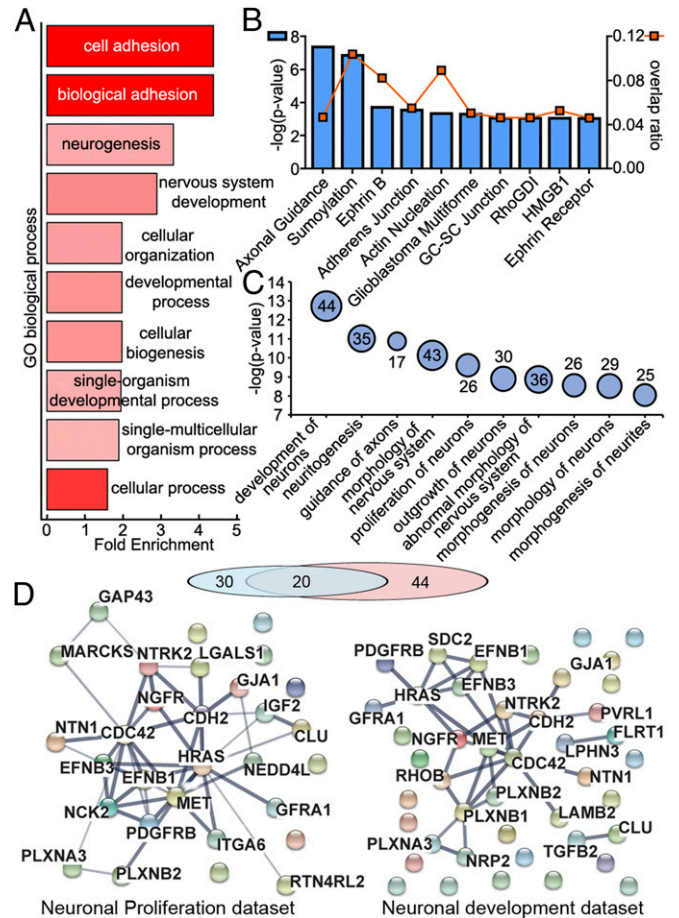 A
cell adhesion
biological adhesion
neurogenesis
nervous system
development
cellular
organization
developmental
process
cellular
biogenesis
single-organism
developmental process
single-multicellular
organism process
cellular process
GO biological process
0 1 2 3 4 5
Fold Enrichment
B
8
6
4
2
0
-log(p-value)
0.12
0.08
0.04
0.00
overlap ratio
Axonal Guidance
Sumoylation
Ephrin B
Adherens Junction
Actin Nucleation
Glioblastoma Multiforme
GC-SC Junction
RhoGDI
HMGB1
Ephrin Receptor
C
14
13
12
11
10
9
8
7
-log(p-value)
44
35
17
43
26
30
36
26
29
25
development of
neurons
neuritogenesis
guidance of axons
morphology of
nervous system
proliferation of neurons
outgrowth of neurons
abnormal morphology of
nervous system
morphogenesis of neurons
morphology of neurons
morphogenesis of neurites
D
30 20 44
GAP43
MARCKS
NTRK2
LGALS1
NGFR
GJA1
CDH2
IGF2
NTN1
CDC42
CLU
HRAS
EFNB3
EFNB1
NEDD4L
MET
NCK2
GFRA1
PDGFRB
ITGA6
PLXNA3
PLXNB2
RTN4RL2
Neuronal Proliferation dataset
SDC2
PDGFRB
EFNB1
GJA1
HRAS
EFNB3
NTRK2
GFRA1
CDH2
PVRL1
NGFR
MET
FLRT1
LPHN3
CDC42
RHOB
NTN1
PLXNB2
PLXNB1
LAMB2
CLU
PLXNA3
NRP2
TGFB2
Neuronal development dataset